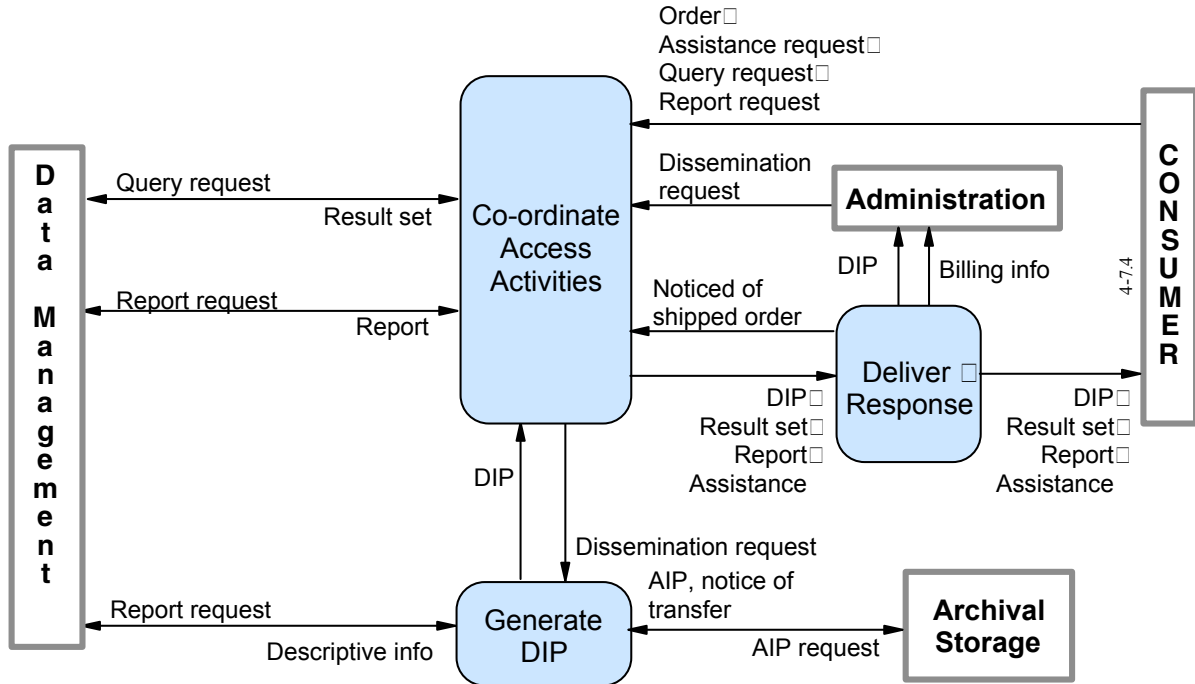 Order□
Assistance request□
Query request□
Report request
Data Management
CONSUMER
Query request
Result set
Co-ordinate
Access
Activities
Dissemination
request
Administration
DIP
Billing info
4-7.4
Report request
Report
Noticed of
shipped order
Deliver □
Response
DIP□
Result set□
Report□
Assistance
DIP□
Result set□
Report□
Assistance
DIP
Dissemination request
Report request
Descriptive info
Generate
DIP
AIP, notice of
transfer
AIP request
Archival
Storage